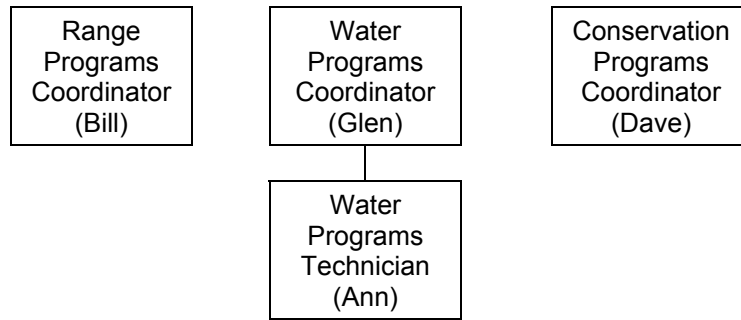 Range
Programs
Coordinator
(Bill)
Water
Programs
Coordinator
(Glen)
Conservation
Programs
Coordinator
(Dave)
Water
Programs
Technician
(Ann)